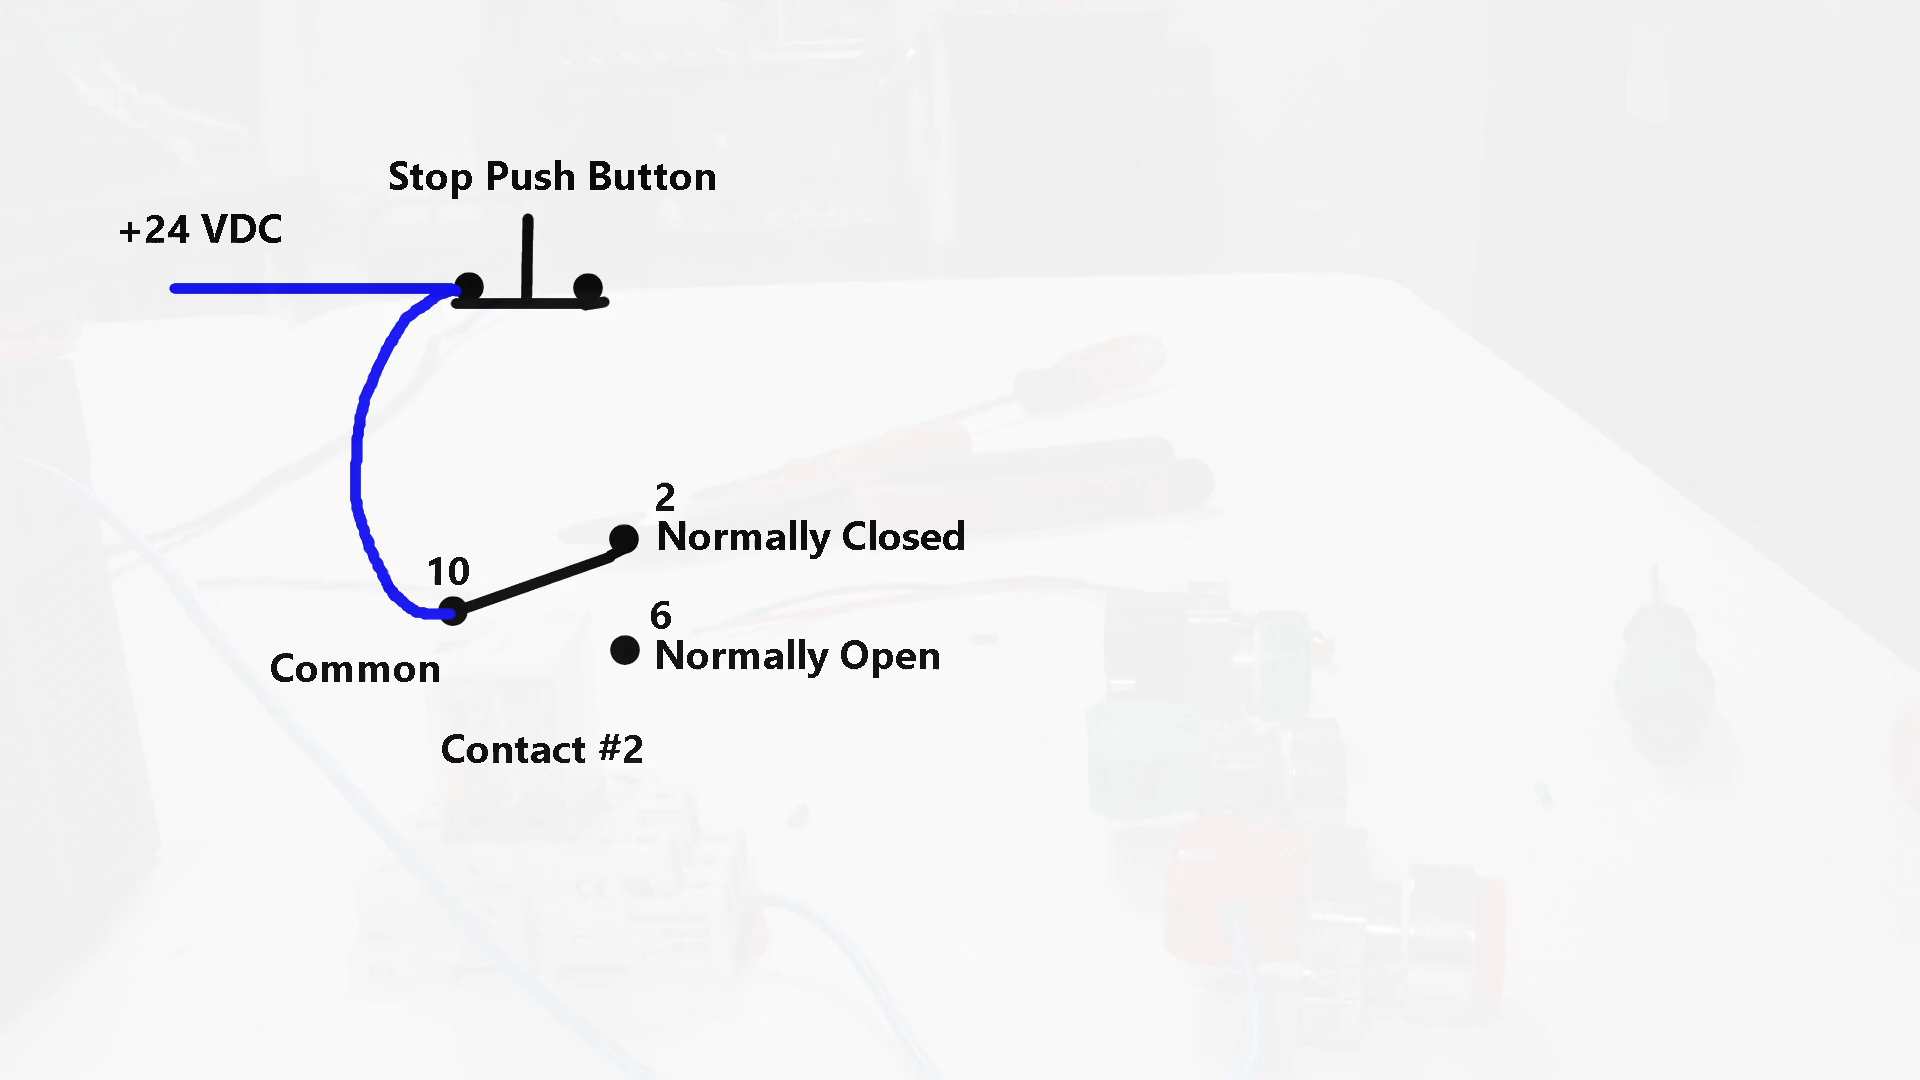 Stop Push Button
+24 VDC
2
Normally Closed
10
6
Normally Open
Common
Contact #2